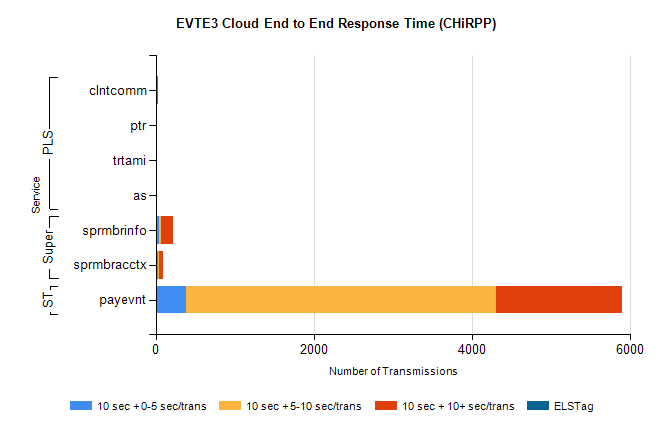 EVTE3 Cloud End to End Response Time (CHiRPP)
clntcomm
ptr
trtami
as
sprmbrinfo
sprmbracctx
payevnt
PLS
Super
ST
Service
0
2000
4000
6000
Number of Transmissions
10 sec +0-5 sec/trans
10 sec +5-10 sec/trans
10 sec + 10+ sec/trans
ELSTag